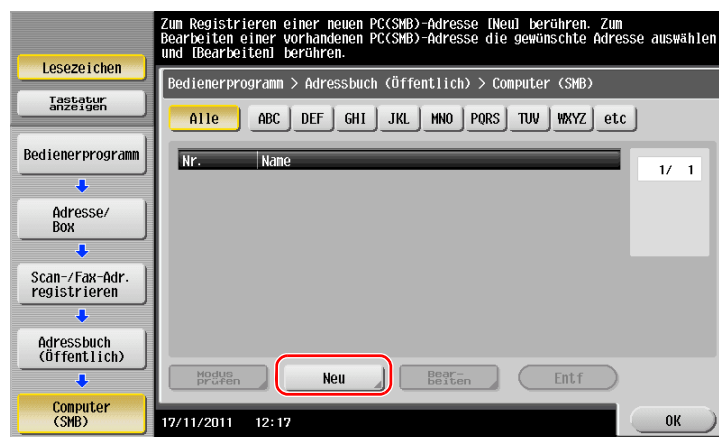 Zum Registrieren einer neuen PC(SMB)-Adresse [Neu] berühren. Zum
Bearbeiten einer vorhandenen PC(SMB)-Adresse die gewünschte Adresse auswählen
und [Bearbeiten] berühren.
Lesezeichen
Tastatur
anzeigen
Bedienerprogramm
Adresse/
Box
Scan-/Fax-Adr.
registrieren
Adressbuch
(Öffentlich)
Computer
(SMB)
Bedienerprogramm > Adressbuch (Öffentlich) > Computer (SMB)
Alle ABC DEF GHI JKL MNO PQRS TUV WXYZ etc
Nr. Name
1/ 1
Modus
prüfen
Neu
Bear-
beiten
Entf
17/11/2011 12:17
OK